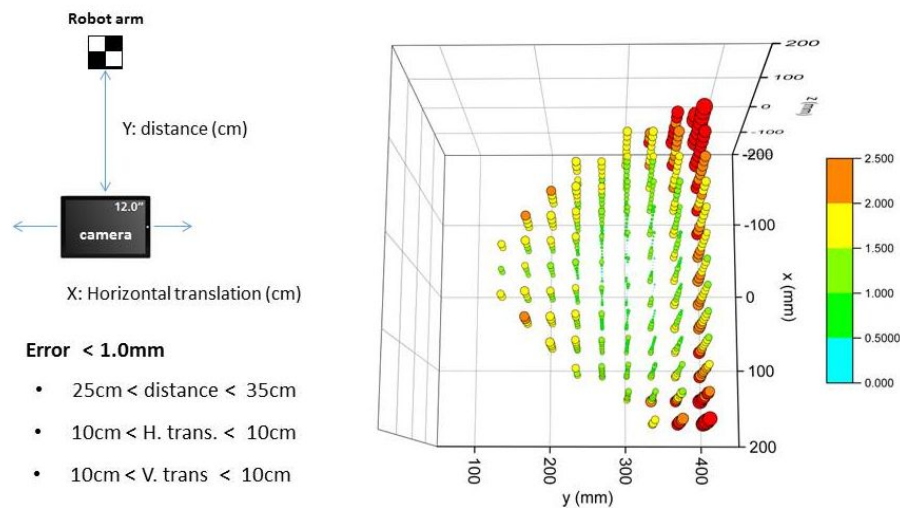 Robot arm
Y: distance (cm)
12.0"
camera
X: Horizontal translation (cm)
Error < 1.0mm
• 25cm < distance < 35cm
• 10cm < H. trans. < 10cm
• 10cm < V. trans < 10cm
200
100
0
-100
-200
z (mm)
-100
0
100
200
x (mm)
100
200
300
400
y (mm)
2.500
2.000
1.500
1.000
0.5000
0.000